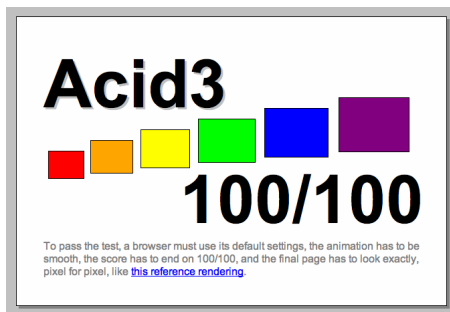 Acid3
100/100
To pass the test, a browser must use its default settings, the animation has to be
smooth, the score has to end on 100/100, and the final page has to look exactly,
pixel for pixel, like this reference rendering.